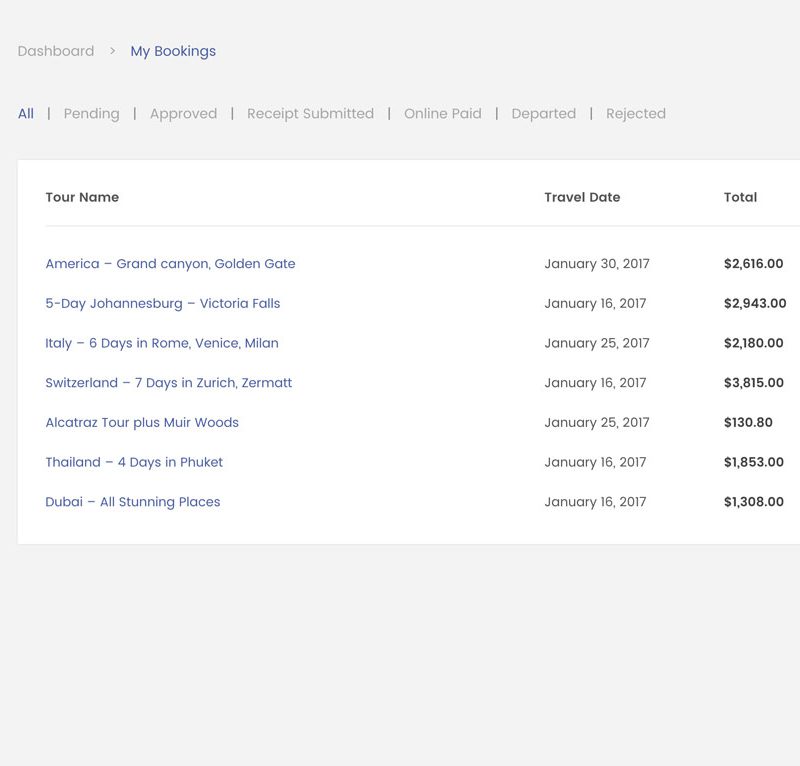 Dashboard > My Bookings
All | Pending | Approved | Receipt Submitted | Online Paid | Departed | Rejected
Tour Name Travel Date Total
America – Grand canyon, Golden Gate January 30, 2017 $2,616.00
5-Day Johannesburg – Victoria Falls January 16, 2017 $2,943.00
Italy – 6 Days in Rome, Venice, Milan January 25, 2017 $2,180.00
Switzerland – 7 Days in Zurich, Zermatt January 16, 2017 $3,815.00
Alcatraz Tour plus Muir Woods January 25, 2017 $130.80
Thailand – 4 Days in Phuket January 16, 2017 $1,853.00
Dubai – All Stunning Places January 16, 2017 $1,308.00